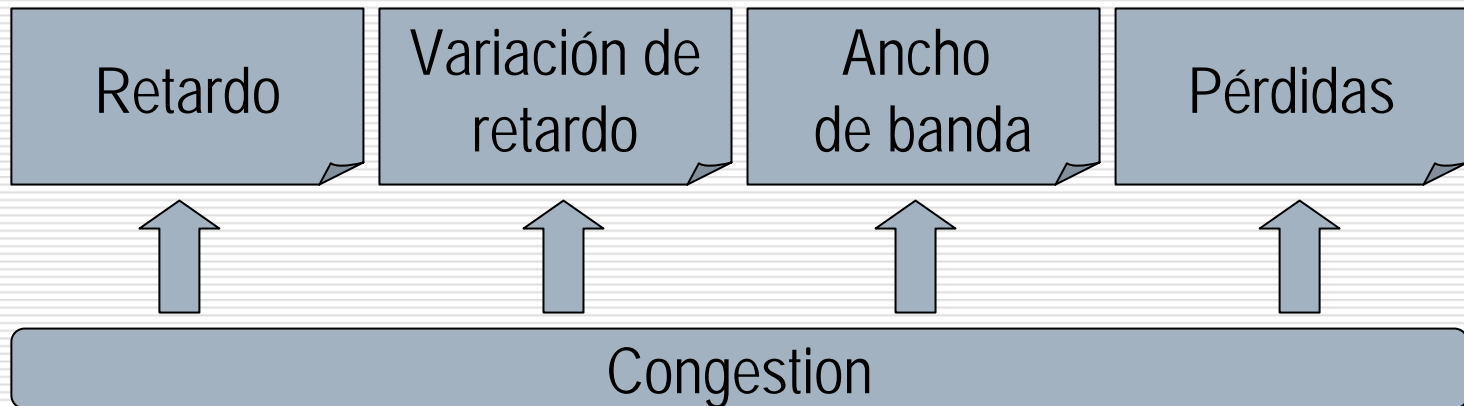 Retardo
Variación de
retardo
Ancho
de banda
Pérdidas
Congestion